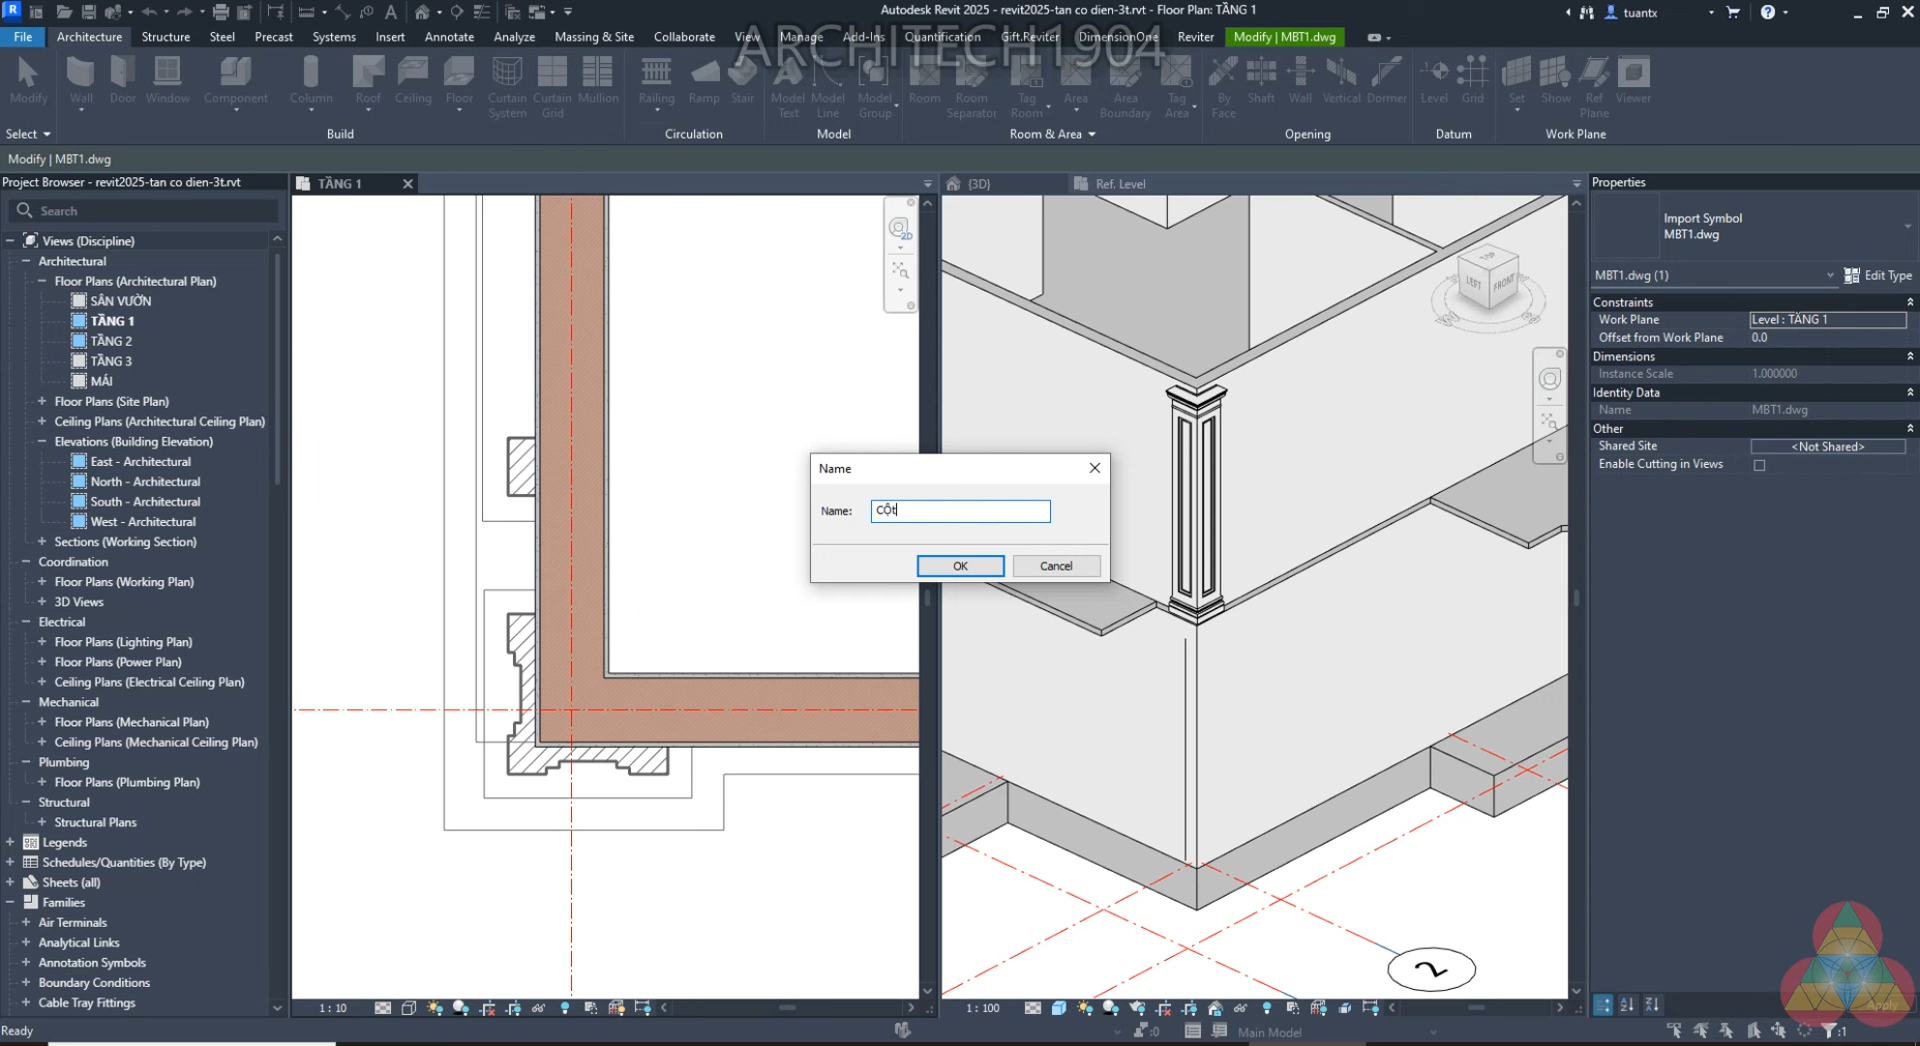 Autodesk Revit 2025 - revit2025-tan co dien-3t.rvt - Floor Plan: TẦNG 1
tuantx
File Architecture Structure Steel Precast Systems Insert Annotate Analyze Massing & Site Collaborate View Manage Add-Ins Quantification Gift.Reviter DimensionOne Reviter Modify | MBT1.dwg
ARCHITECH1904
Modify Wall Door Window Component Column Roof Ceiling Floor Curtain System Curtain Grid Mullion Railing Ramp Stair Model Text Model Line Model Group Room Room Separator Tag Room Area Area Boundary Tag Area By Face Shaft Wall Vertical Dormer Level Grid Set Show Ref Plane Viewer
Select Build Circulation Model Room & Area Opening Datum Work Plane
Modify | MBT1.dwg
Project Browser - revit2025-tan co dien-3t.rvt
Search
Views (Discipline)
Architectural
Floor Plans (Architectural Plan)
SÂN VƯỜN
TẦNG 1
TẦNG 2
TẦNG 3
MÁI
Floor Plans (Site Plan)
Ceiling Plans (Architectural Ceiling Plan)
Elevations (Building Elevation)
East - Architectural
North - Architectural
South - Architectural
West - Architectural
Sections (Working Section)
Coordination
Floor Plans (Working Plan)
3D Views
Electrical
Floor Plans (Lighting Plan)
Floor Plans (Power Plan)
Ceiling Plans (Electrical Ceiling Plan)
Mechanical
Floor Plans (Mechanical Plan)
Ceiling Plans (Mechanical Ceiling Plan)
Plumbing
Floor Plans (Plumbing Plan)
Structural
Structural Plans
Legends
Schedules/Quantities (By Type)
Sheets (all)
Families
Air Terminals
Analytical Links
Annotation Symbols
Boundary Conditions
Cable Tray Fittings
TẦNG 1
2D
1 : 10
{3D} Ref. Level
TOP
LEFT FRONT
2
1 : 100
Name
Name: CỘt
OK Cancel
Properties
Import Symbol
MBT1.dwg
MBT1.dwg (1) Edit Type
Constraints
Work Plane Level : TẦNG 1
Offset from Work Plane 0.0
Dimensions
Instance Scale 1.000000
Identity Data
Name MBT1.dwg
Other
Shared Site <Not Shared>
Enable Cutting in Views
Apply
Ready
:0 Main Model :1